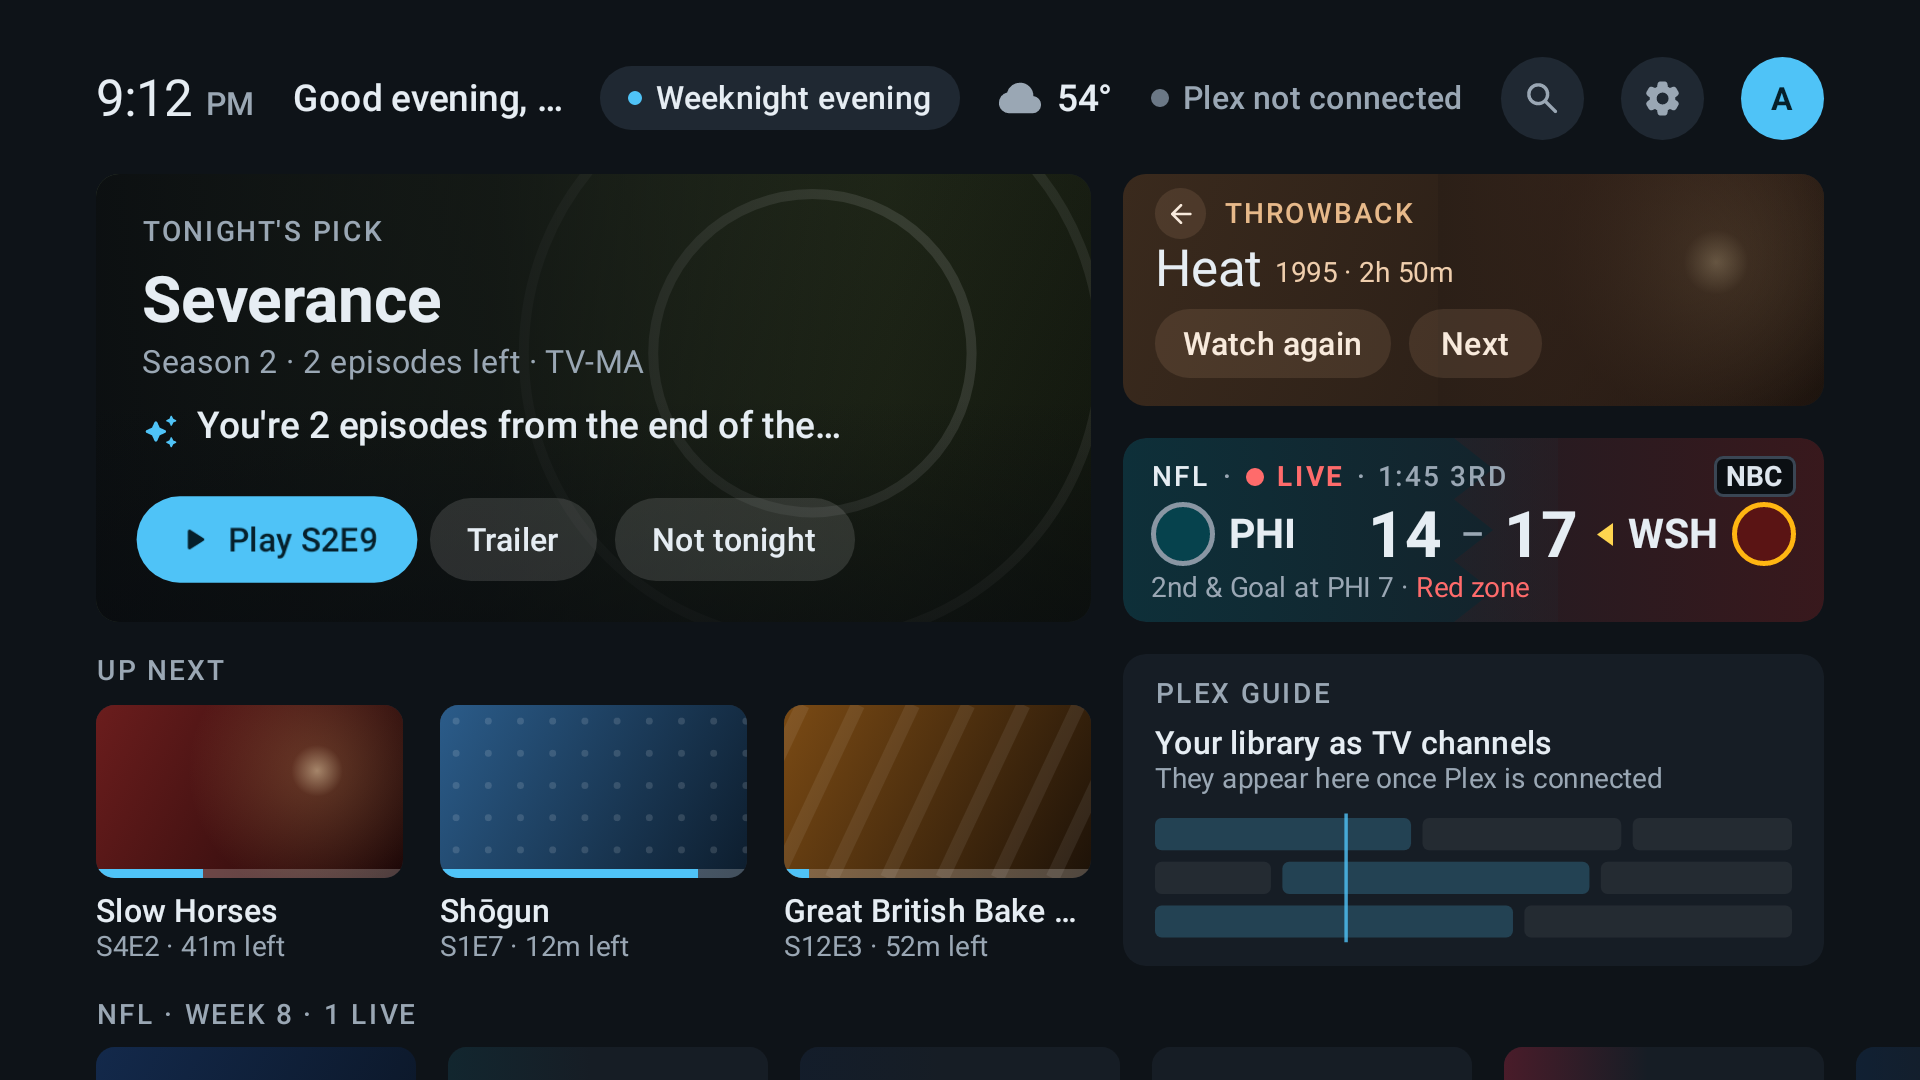 9:12 PM
Good evening, …
Weeknight evening
54°
Plex not connected
A
TONIGHT'S PICK
Severance
Season 2 · 2 episodes left · TV-MA
You're 2 episodes from the end of the…
Play S2E9
Trailer
Not tonight
THROWBACK
Heat 1995 · 2h 50m
Watch again
Next
NFL · LIVE · 1:45 3RD
NBC
PHI 14 – 17 WSH
2nd & Goal at PHI 7 · Red zone
UP NEXT
Slow Horses
S4E2 · 41m left
Shōgun
S1E7 · 12m left
Great British Bake …
S12E3 · 52m left
PLEX GUIDE
Your library as TV channels
They appear here once Plex is connected
NFL · WEEK 8 · 1 LIVE